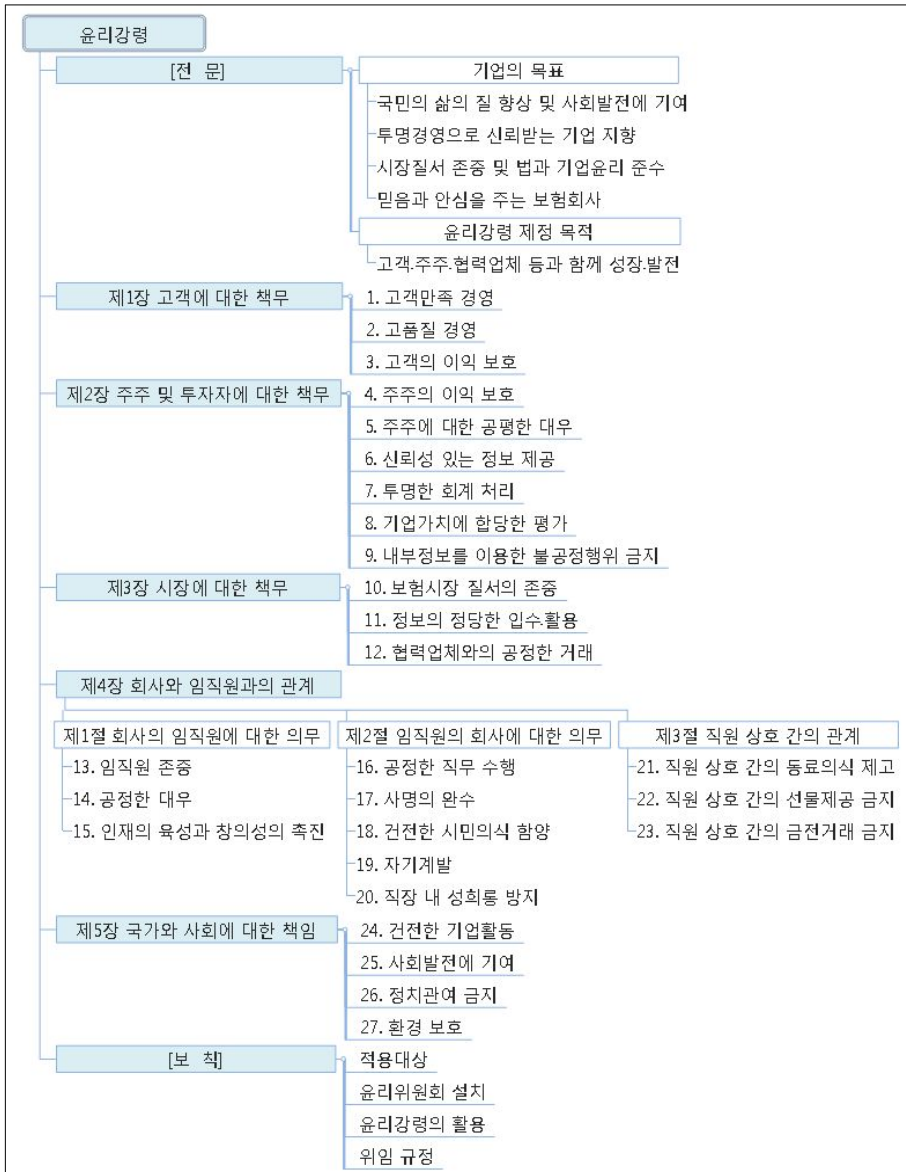 윤리강령
[전 문]
기업의 목표
국민의 삶의 질 향상 및 사회발전에 기여
투명경영으로 신뢰받는 기업 지향
시장질서 존중 및 법과 기업윤리 준수
믿음과 안심을 주는 보험회사
윤리강령 제정 목적
고객.주주.협력업체 등과 함께 성장.발전
제1장 고객에 대한 책무
1. 고객만족 경영
2. 고품질 경영
3. 고객의 이익 보호
제2장 주주 및 투자자에 대한 책무
4. 주주의 이익 보호
5. 주주에 대한 공평한 대우
6. 신뢰성 있는 정보 제공
7. 투명한 회계 처리
8. 기업가치에 합당한 평가
9. 내부정보를 이용한 불공정행위 금지
제3장 시장에 대한 책무
10. 보험시장 질서의 존중
11. 정보의 정당한 입수.활용
12. 협력업체와의 공정한 거래
제4장 회사와 임직원과의 관계
제1절 회사의 임직원에 대한 의무
13. 임직원 존중
14. 공정한 대우
15. 인재의 육성과 창의성의 촉진
제2절 임직원의 회사에 대한 의무
16. 공정한 직무 수행
17. 사명의 완수
18. 건전한 시민의식 함양
19. 자기계발
20. 직장 내 성희롱 방지
제3절 직원 상호 간의 관계
21. 직원 상호 간의 동료의식 제고
22. 직원 상호 간의 선물제공 금지
23. 직원 상호 간의 금전거래 금지
제5장 국가와 사회에 대한 책임
24. 건전한 기업활동
25. 사회발전에 기여
26. 정치관여 금지
27. 환경 보호
[보 칙]
적용대상
윤리위원회 설치
윤리강령의 활용
위임 규정